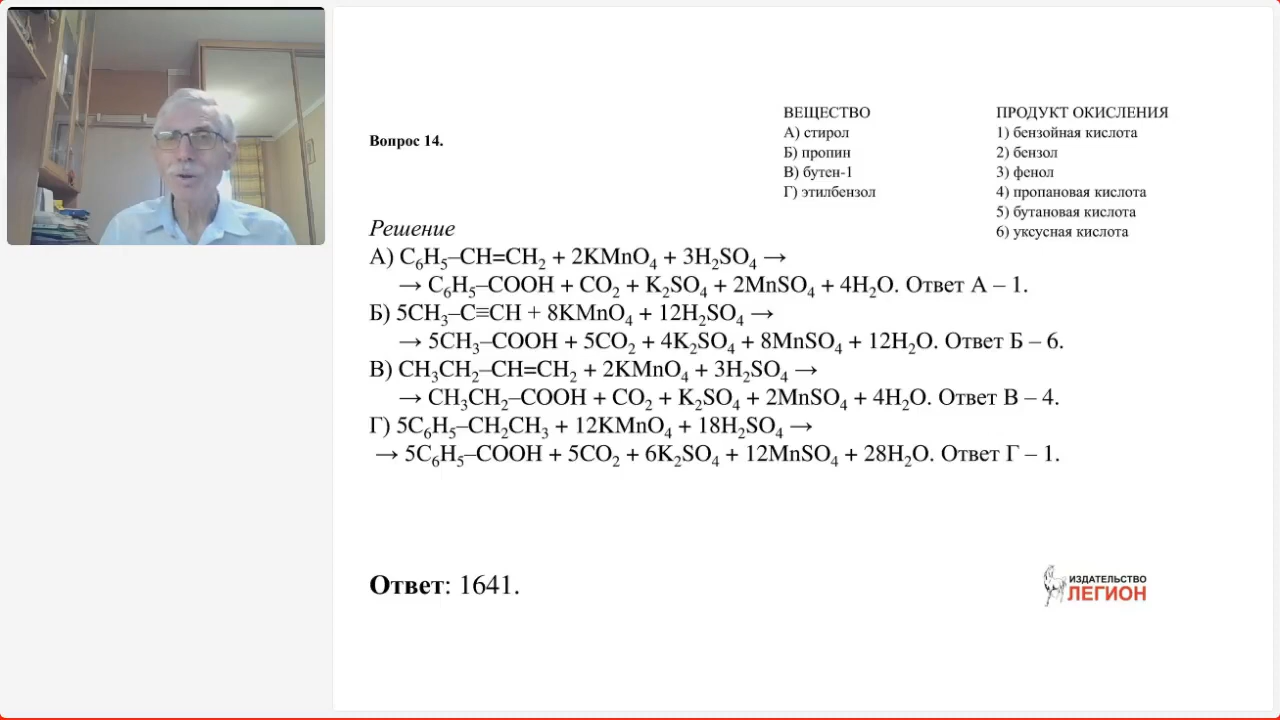 Вопрос 14.
ВЕЩЕСТВО
А) стирол
Б) пропин
В) бутен-1
Г) этилбензол
ПРОДУКТ ОКИСЛЕНИЯ
1) бензойная кислота
2) бензол
3) фенол
4) пропановая кислота
5) бутановая кислота
6) уксусная кислота
Решение
А) C₆H₅–CH=CH₂ + 2KMnO₄ + 3H₂SO₄ →
→ C₆H₅–COOH + CO₂ + K₂SO₄ + 2MnSO₄ + 4H₂O. Ответ А – 1.
Б) 5CH₃–C≡CH + 8KMnO₄ + 12H₂SO₄ →
→ 5CH₃–COOH + 5CO₂ + 4K₂SO₄ + 8MnSO₄ + 12H₂O. Ответ Б – 6.
В) CH₃CH₂–CH=CH₂ + 2KMnO₄ + 3H₂SO₄ →
→ CH₃CH₂–COOH + CO₂ + K₂SO₄ + 2MnSO₄ + 4H₂O. Ответ В – 4.
Г) 5C₆H₅–CH₂CH₃ + 12KMnO₄ + 18H₂SO₄ →
→ 5C₆H₅–COOH + 5CO₂ + 6K₂SO₄ + 12MnSO₄ + 28H₂O. Ответ Г – 1.
Ответ: 1641.
ИЗДАТЕЛЬСТВО
ЛЕГИОН